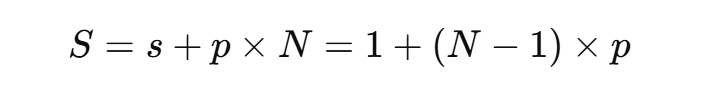 S = s + p × N = 1 + (N − 1) × p